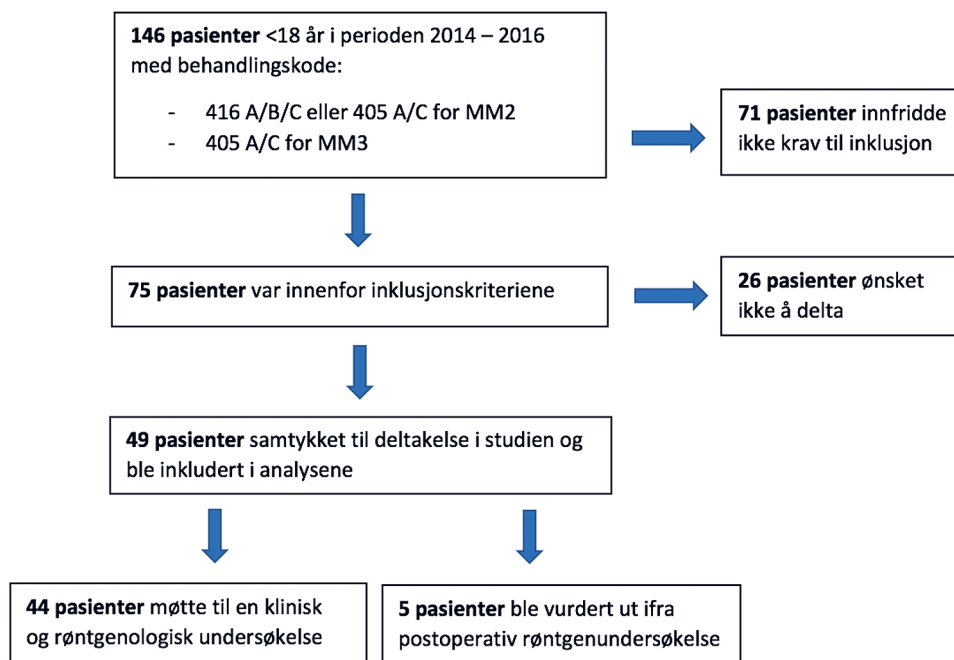 146 pasienter <18 år i perioden 2014 – 2016
med behandlingskode:
- 416 A/B/C eller 405 A/C for MM2
- 405 A/C for MM3
71 pasienter innfridde
ikke krav til inklusjon
75 pasienter var innenfor inklusjonskriteriene
26 pasienter ønsket
ikke å delta
49 pasienter samtykket til deltakelse i studien og
ble inkludert i analysene
44 pasienter møtte til en klinisk
og røntgenologisk undersøkelse
5 pasienter ble vurdert ut ifra
postoperativ røntgenundersøkelse